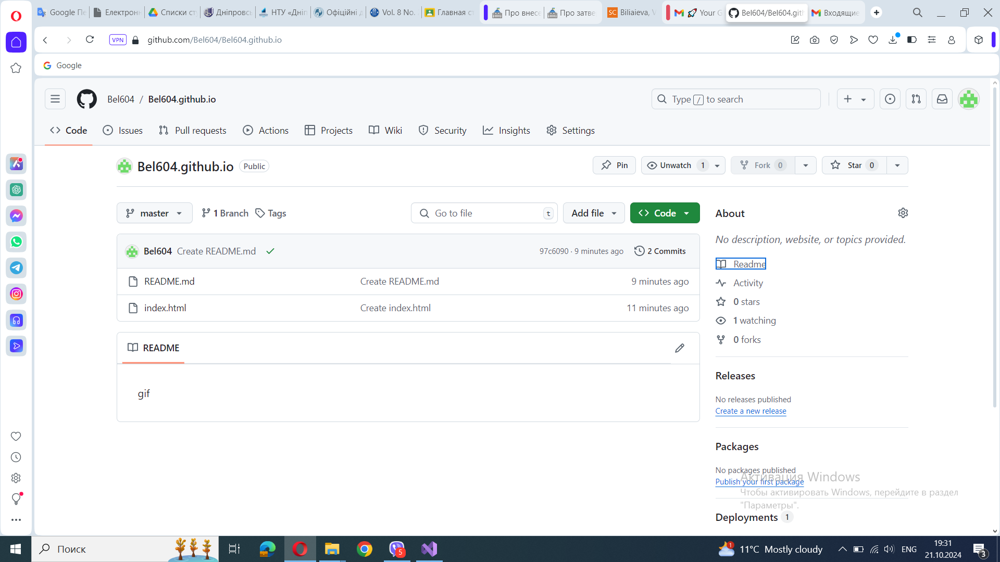 Google Пе
Електронн
Списки ст
Дніпровсь
НТУ «Дніп
Офіційні д
Vol. 8 No.
Главная ст
Про внесе
Про затве
SC Biliaieva, V
Your G
Bel604/Bel604.gith
Входящие
VPN github.com/Bel604/Bel604.github.io
Google
Bel604 / Bel604.github.io
Type / to search
Code Issues Pull requests Actions Projects Wiki Security Insights Settings
Bel604.github.io Public
Pin Unwatch 1 Fork 0 Star 0
master 1 Branch Tags
Go to file t Add file Code
Bel604 Create README.md 97c6090 · 9 minutes ago 2 Commits
README.md Create README.md 9 minutes ago
index.html Create index.html 11 minutes ago
README
gif
About
No description, website, or topics provided.
Readme
Activity
0 stars
1 watching
0 forks
Releases
No releases published
Create a new release
Packages
No packages published
Publish your first package
Deployments 1
Активация Windows
Чтобы активировать Windows, перейдите в раздел
"Параметры".
Поиск
5
1
11°C Mostly cloudy
ENG
19:31
21.10.2024
3